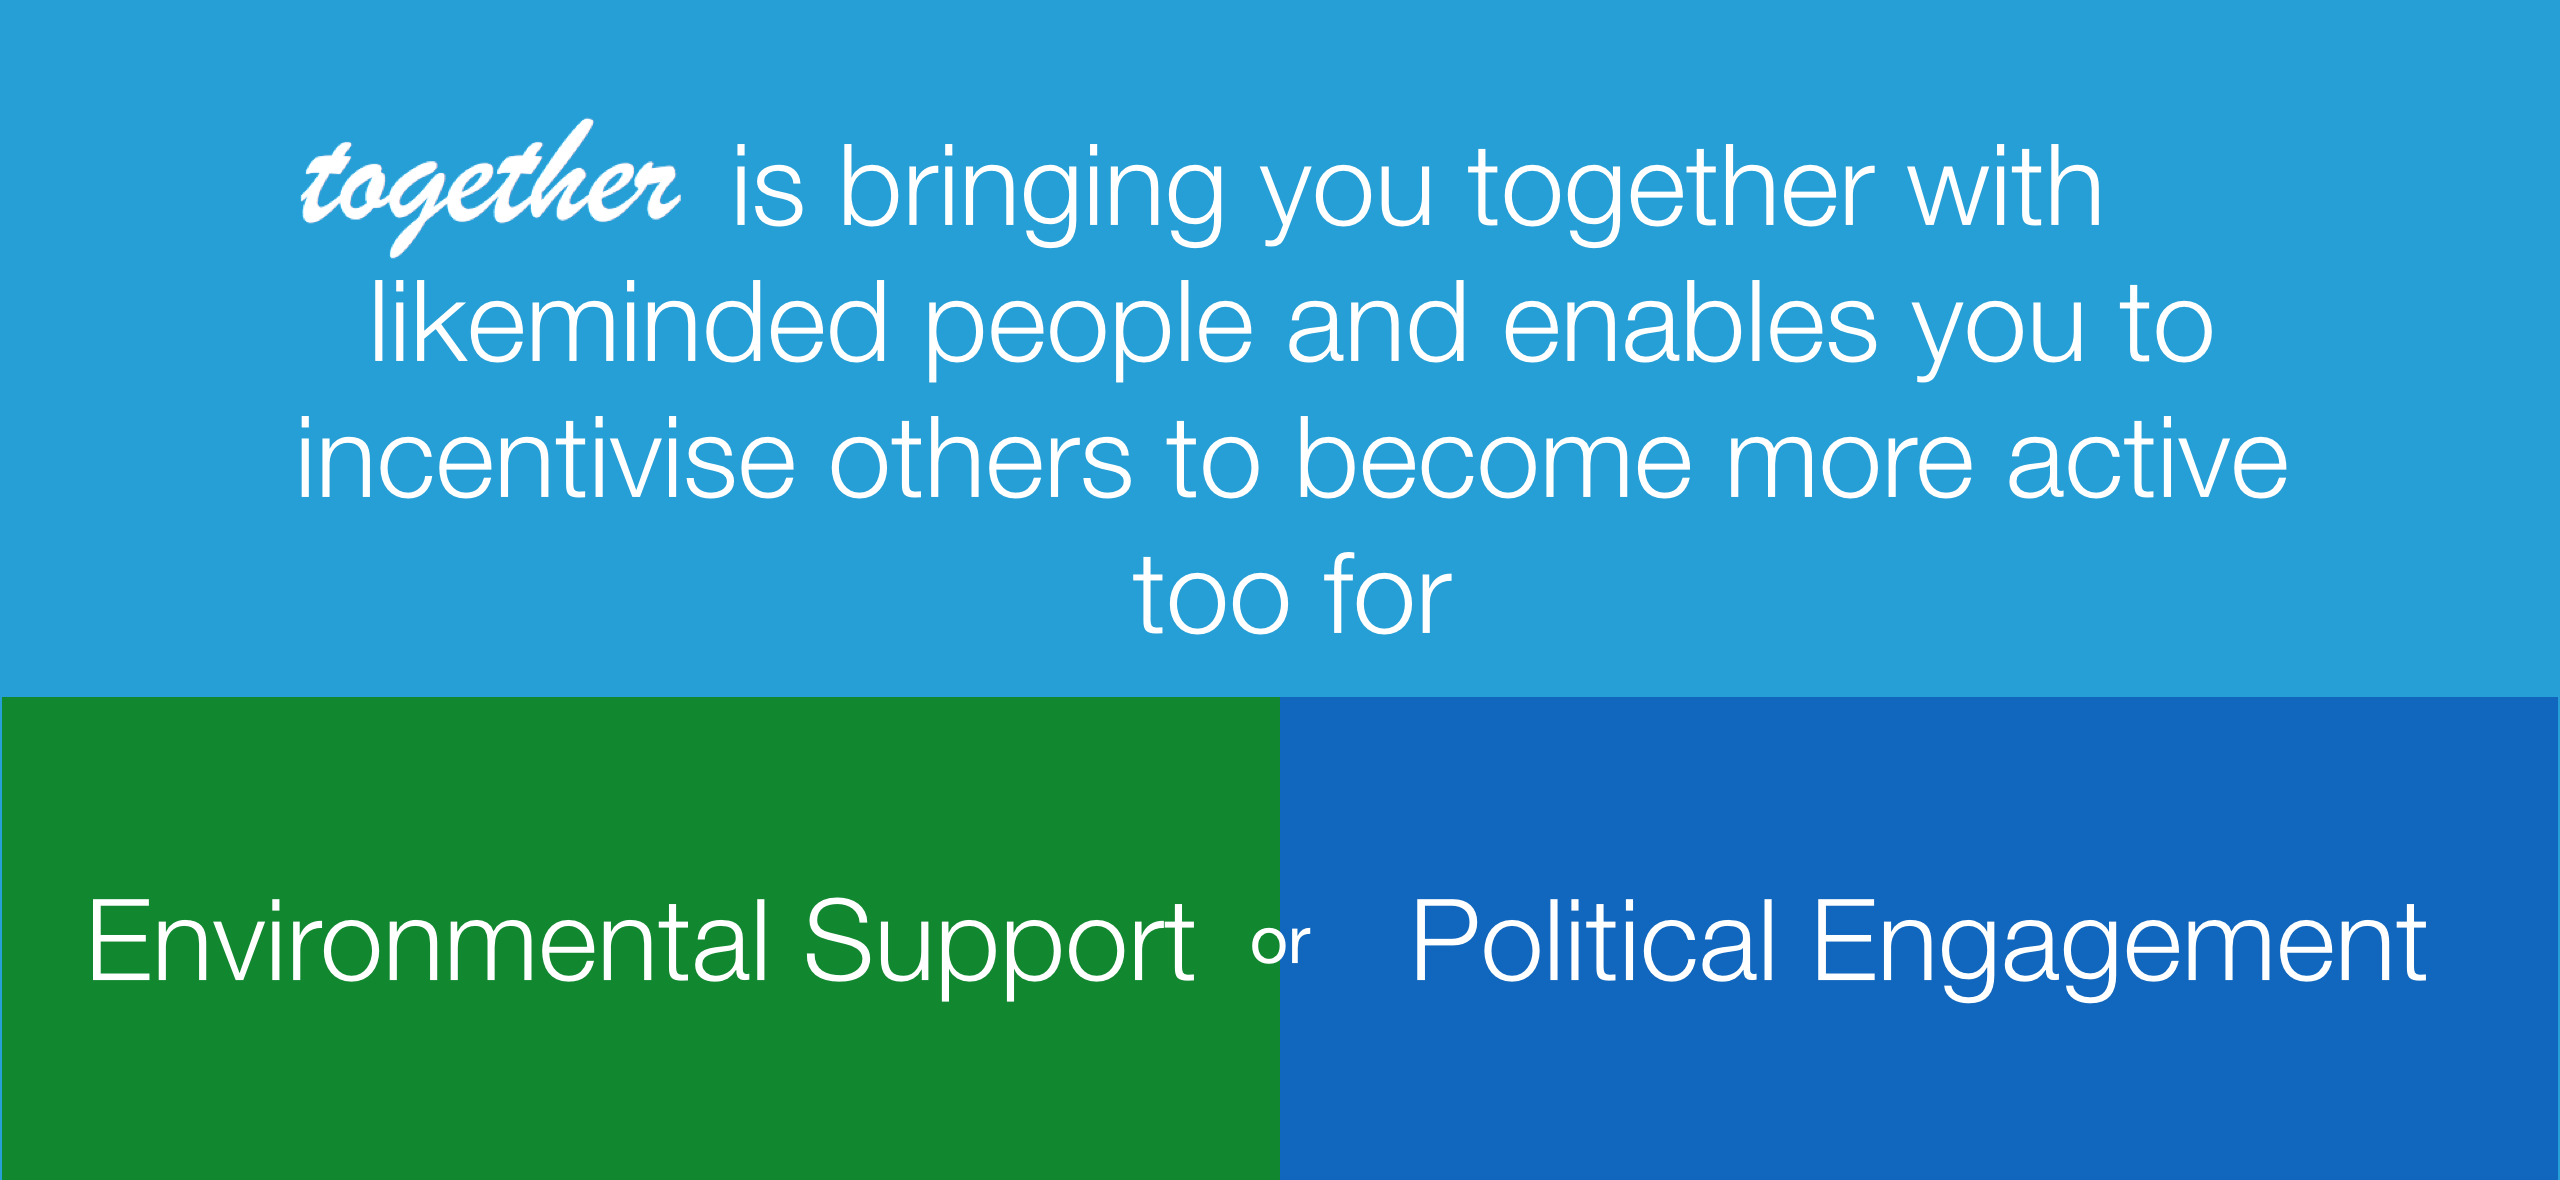 together is bringing you together with
likeminded people and enables you to
incentivise others to become more active
too for
Environmental Support or Political Engagement